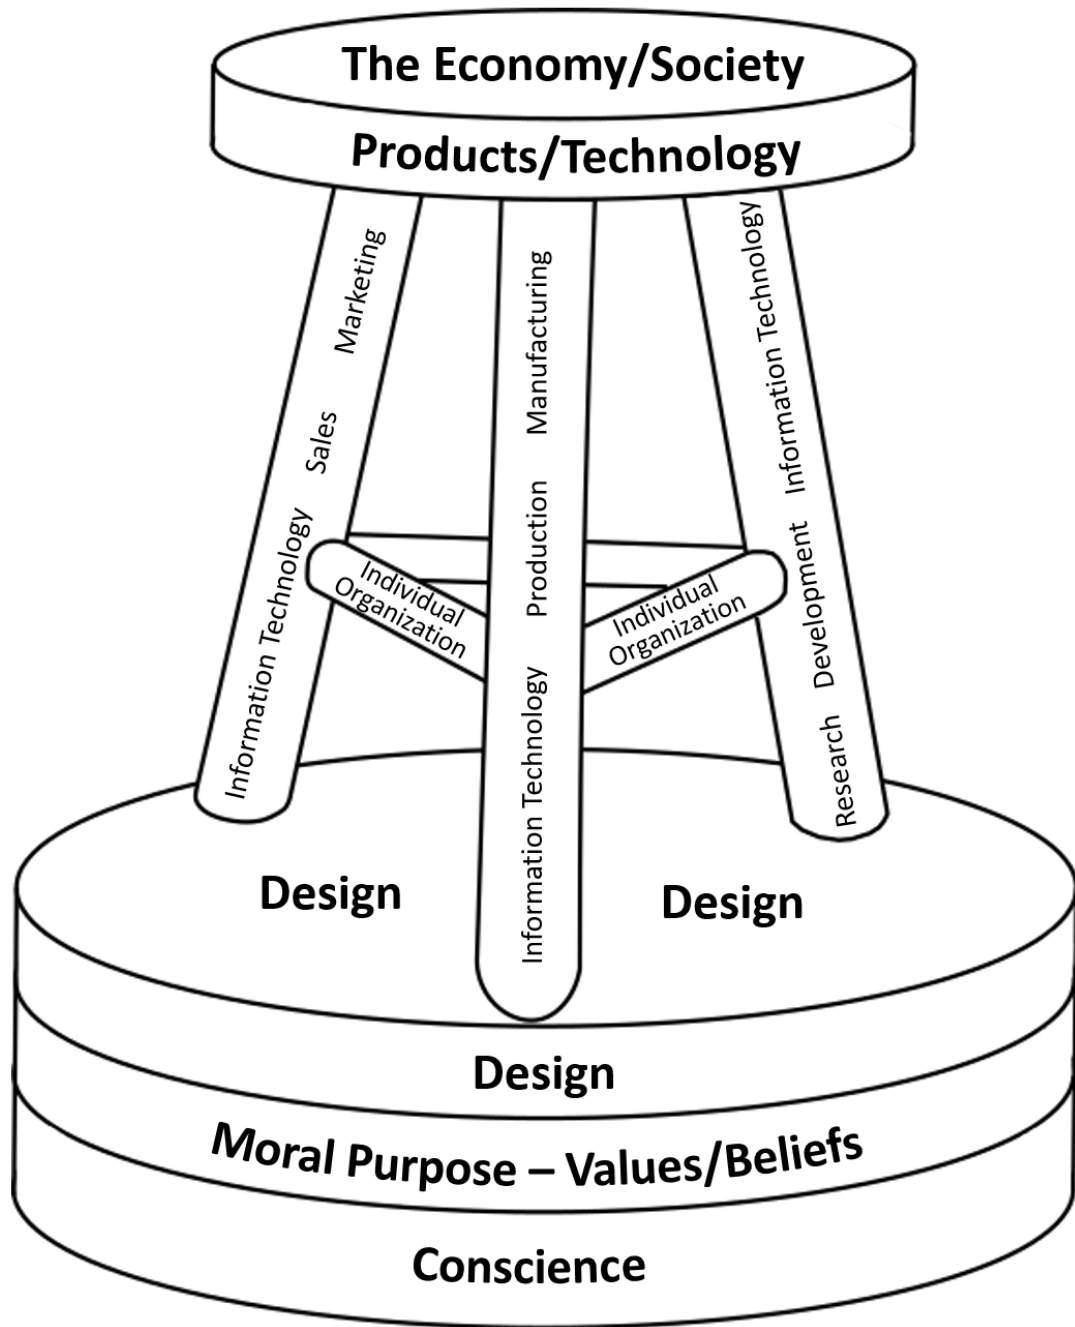 The Economy/Society
Products/Technology
Information Technology Sales Marketing
Information Technology Production Manufacturing
Research Development Information Technology
Individual
Organization
Individual
Organization
Design
Design
Design
Moral Purpose – Values/Beliefs
Conscience